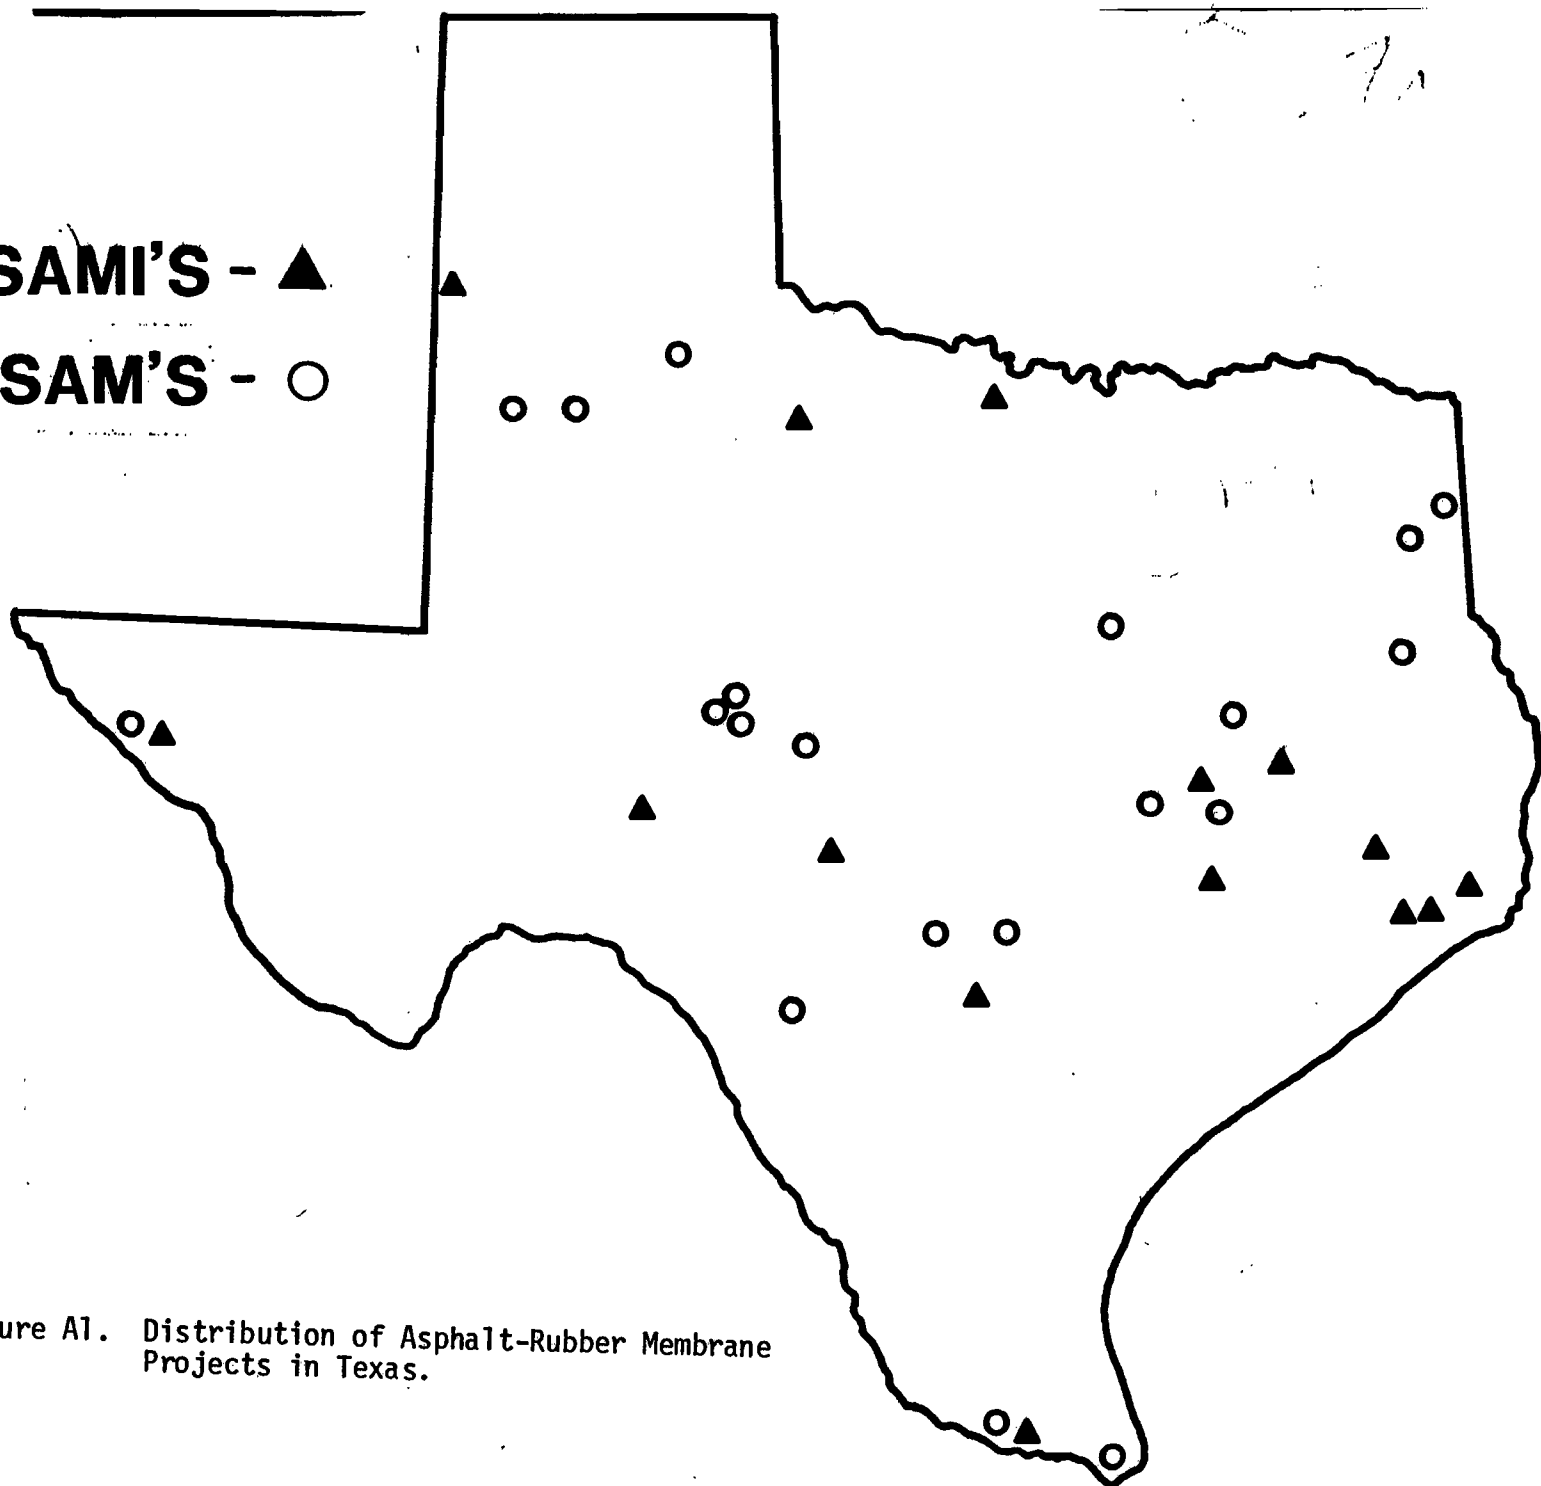 SAMI'S -
SAM'S -
ure A1. Distribution of Asphalt-Rubber Membrane
Projects in Texas.